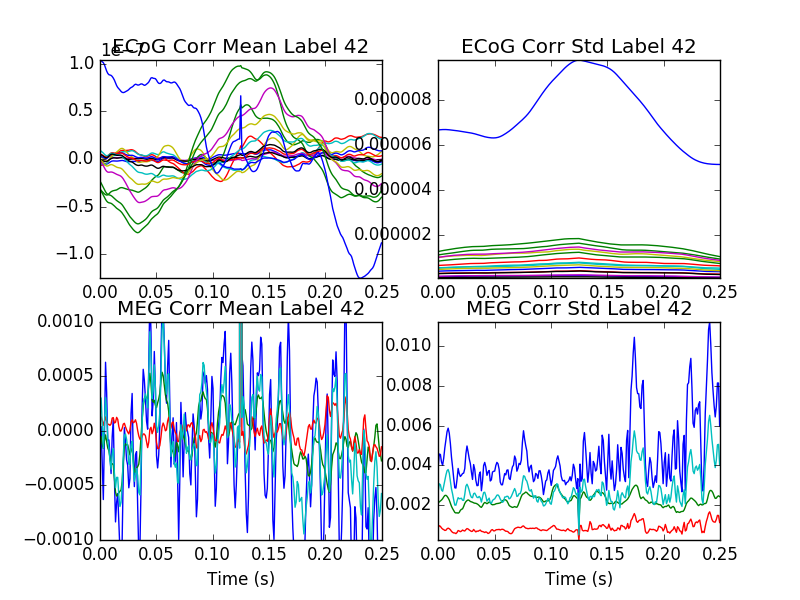 ECoG Corr Mean Label 42
1e−7
1.0
0.5
0.0
−0.5
−1.0
0.00 0.05 0.10 0.15 0.20 0.25
ECoG Corr Std Label 42
0.000008
0.000006
0.000004
0.000002
0.00 0.05 0.10 0.15 0.20 0.25
MEG Corr Mean Label 42
0.0010
0.0005
0.0000
−0.0005
−0.0010
0.00 0.05 0.10 0.15 0.20 0.25
Time (s)
MEG Corr Std Label 42
0.010
0.008
0.006
0.004
0.002
0.00 0.05 0.10 0.15 0.20 0.25
Time (s)